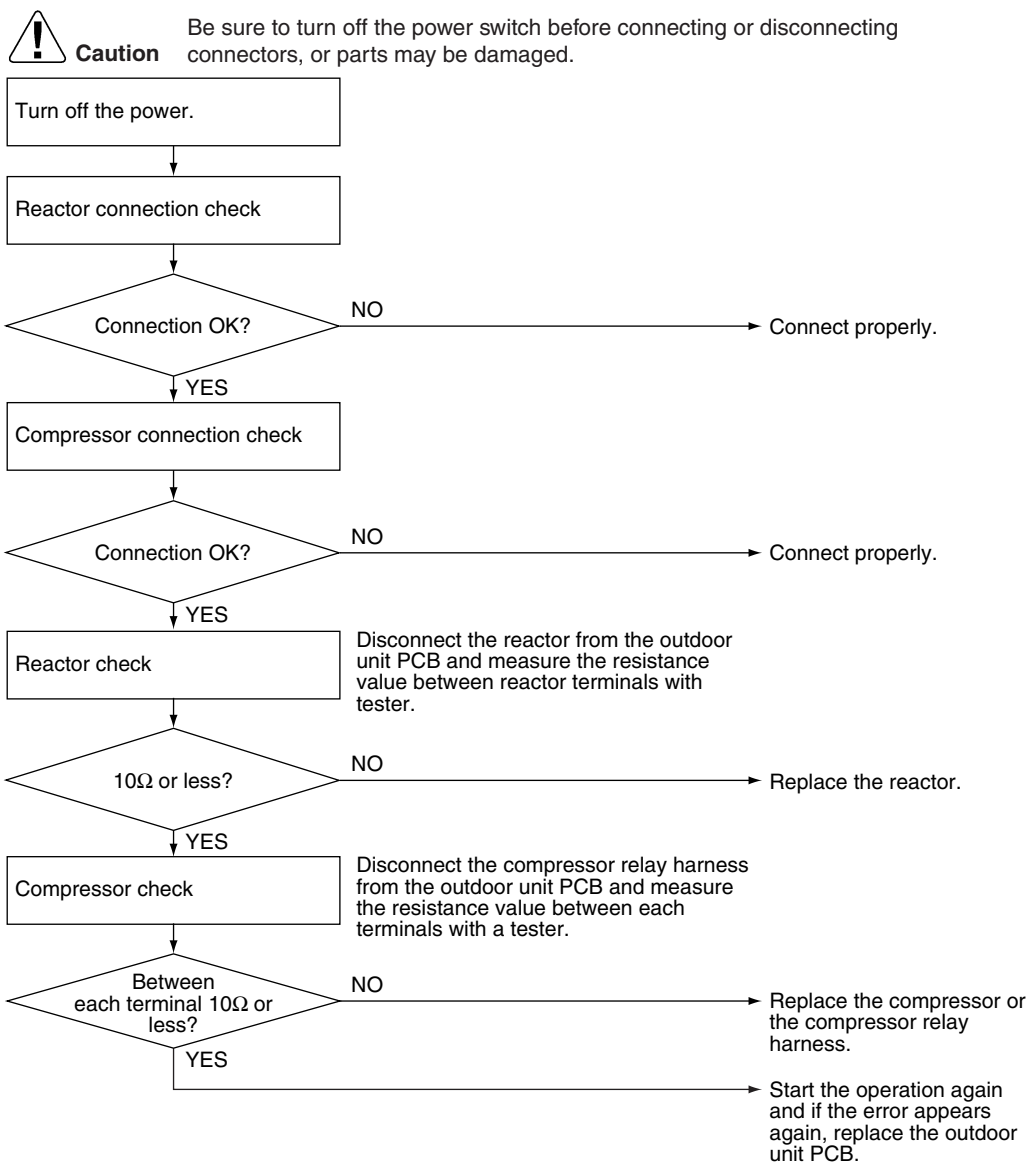 Be sure to turn off the power switch before connecting or disconnecting
Caution connectors, or parts may be damaged.
Turn off the power.
Reactor connection check
Connection OK?
NO
Connect properly.
YES
Compressor connection check
Connection OK?
NO
Connect properly.
YES
Reactor check
Disconnect the reactor from the outdoor
unit PCB and measure the resistance
value between reactor terminals with
tester.
10Ω or less?
NO
Replace the reactor.
YES
Compressor check
Disconnect the compressor relay harness
from the outdoor unit PCB and measure
the resistance value between each
terminals with a tester.
Between
each terminal 10Ω or
less?
NO
Replace the compressor or
the compressor relay
harness.
YES
Start the operation again
and if the error appears
again, replace the outdoor
unit PCB.